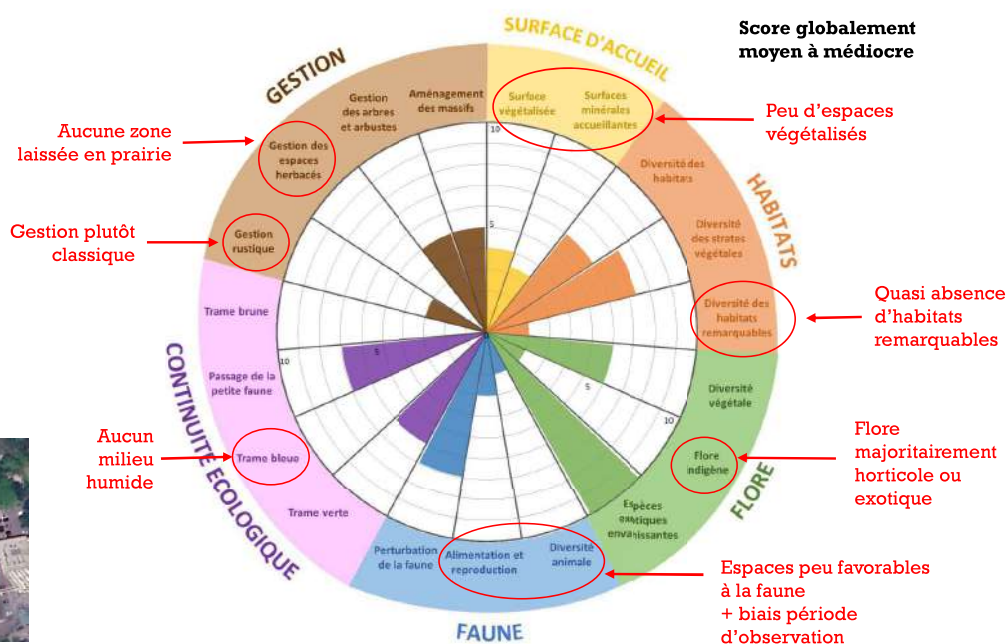 Score globalement
moyen à médiocre
SURFACE D'ACCUEIL
GESTION
HABITATS
FLORE
FAUNE
CONTINUITE ECOLOGIQUE
Surface
végétalisée
Surfaces
minérales
accueillantes
Diversité des
habitats
Diversité
des strates
végétales
Diversité des
habitats
remarquables
Diversité
végétale
Flore
indigène
Espèces
exotiques
envahissantes
Diversité
animale
Alimentation et
reproduction
Perturbation
de la faune
Trame verte
Trame bleue
Passage de la
petite faune
Trame brune
Gestion
rustique
Gestion des
espaces
herbacés
Gestion
des arbres
et arbustes
Aménagement
des massifs
10
5
5
10
10
5
Peu d'espaces
végétalisés
Quasi absence
d'habitats
remarquables
Flore
majoritairement
horticole ou
exotique
Espaces peu favorables
à la faune
+ biais période
d'observation
Aucun
milieu
humide
Gestion plutôt
classique
Aucune zone
laissée en prairie